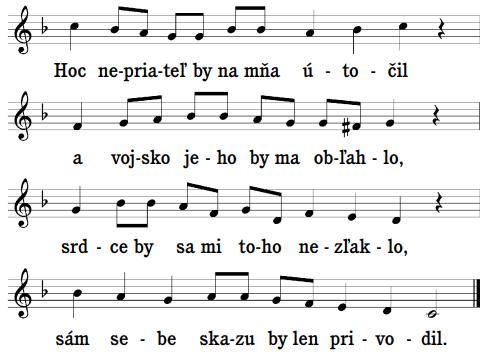 Hoc ne-pria-teľ by na mňa ú - to - čil
a voj-sko je - ho by ma ob-ľah - lo,
srd - ce by sa mi to-ho ne - zľak - lo,
sám se - be ska-zu by len pri - vo - dil.